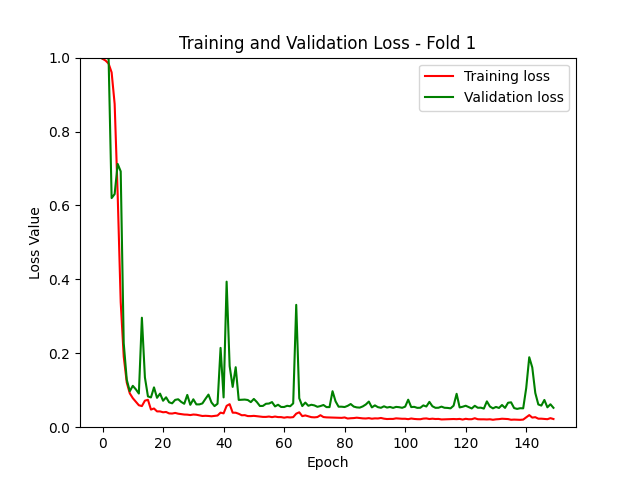 Training and Validation Loss - Fold 1
Training loss
Validation loss
Loss Value
1.0
0.8
0.6
0.4
0.2
0.0
0 20 40 60 80 100 120 140
Epoch